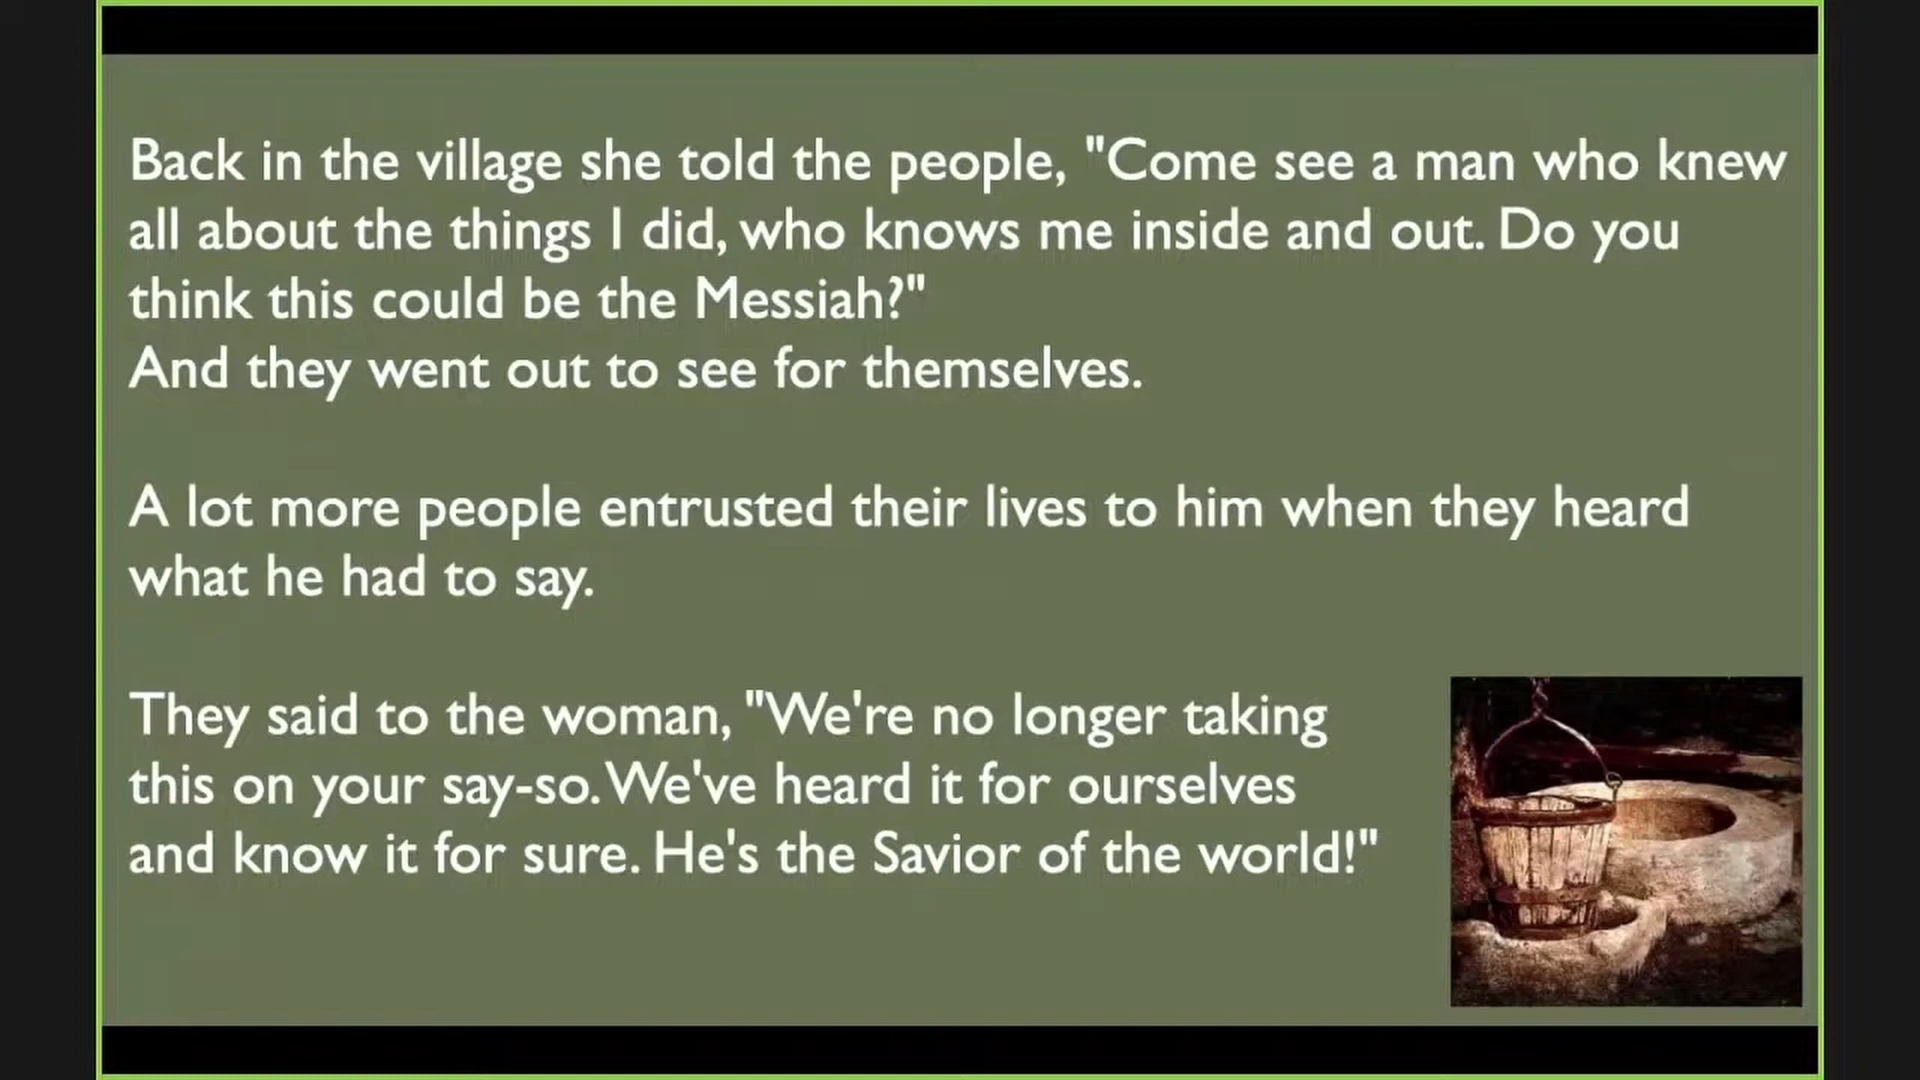 Back in the village she told the people, "Come see a man who knew
all about the things I did, who knows me inside and out. Do you
think this could be the Messiah?"
And they went out to see for themselves.
A lot more people entrusted their lives to him when they heard
what he had to say.
They said to the woman, "We're no longer taking
this on your say-so. We've heard it for ourselves
and know it for sure. He's the Savior of the world!"